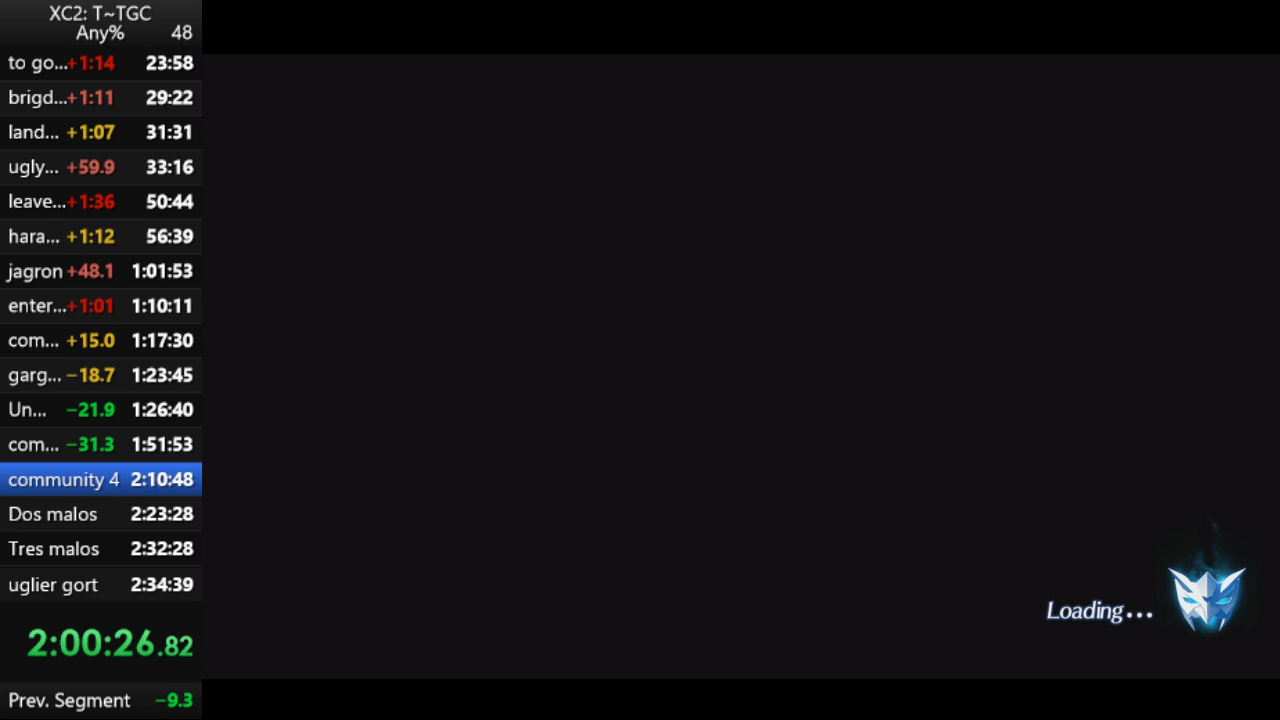 XC2: T~TGC
Any% 48
to go... +1:14 23:58
brigd... +1:11 29:22
land... +1:07 31:31
ugly... +59.9 33:16
leave... +1:36 50:44
hara... +1:12 56:39
jagron +48.1 1:01:53
enter... +1:01 1:10:11
com... +15.0 1:17:30
garg... −18.7 1:23:45
Un... −21.9 1:26:40
com... −31.3 1:51:53
community 4 2:10:48
Dos malos 2:23:28
Tres malos 2:32:28
uglier gort 2:34:39
Loading...
2:00:26.82
Prev. Segment −9.3